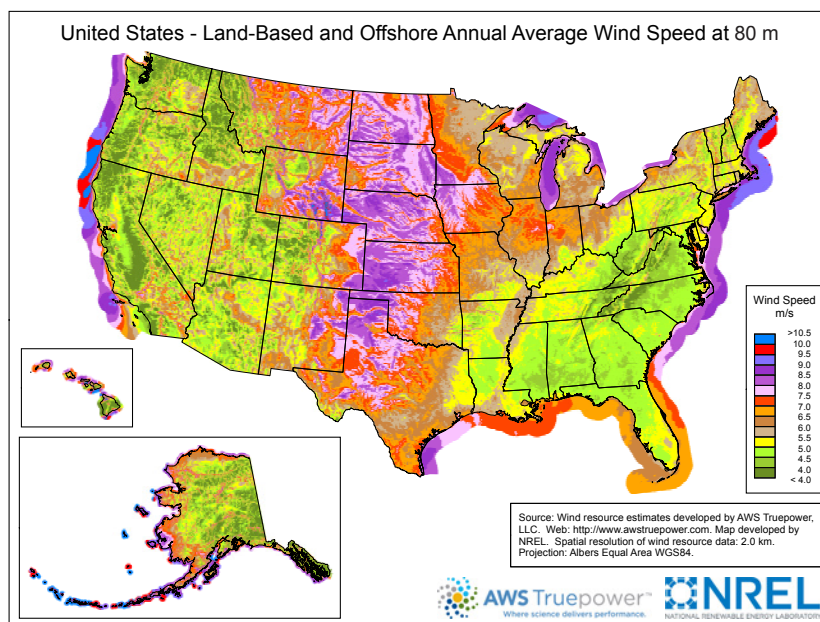 United States - Land-Based and Offshore Annual Average Wind Speed at 80 m
Wind Speed
m/s
>10.5
10.0
9.5
9.0
8.5
8.0
7.5
7.0
6.5
6.0
5.5
5.0
4.5
4.0
< 4.0
Source: Wind resource estimates developed by AWS Truepower,
LLC. Web: http://www.awstruepower.com. Map developed by
NREL. Spatial resolution of wind resource data: 2.0 km.
Projection: Albers Equal Area WGS84.
AWS Truepower™
Where science delivers performance.
NREL
NATIONAL RENEWABLE ENERGY LABORATORY